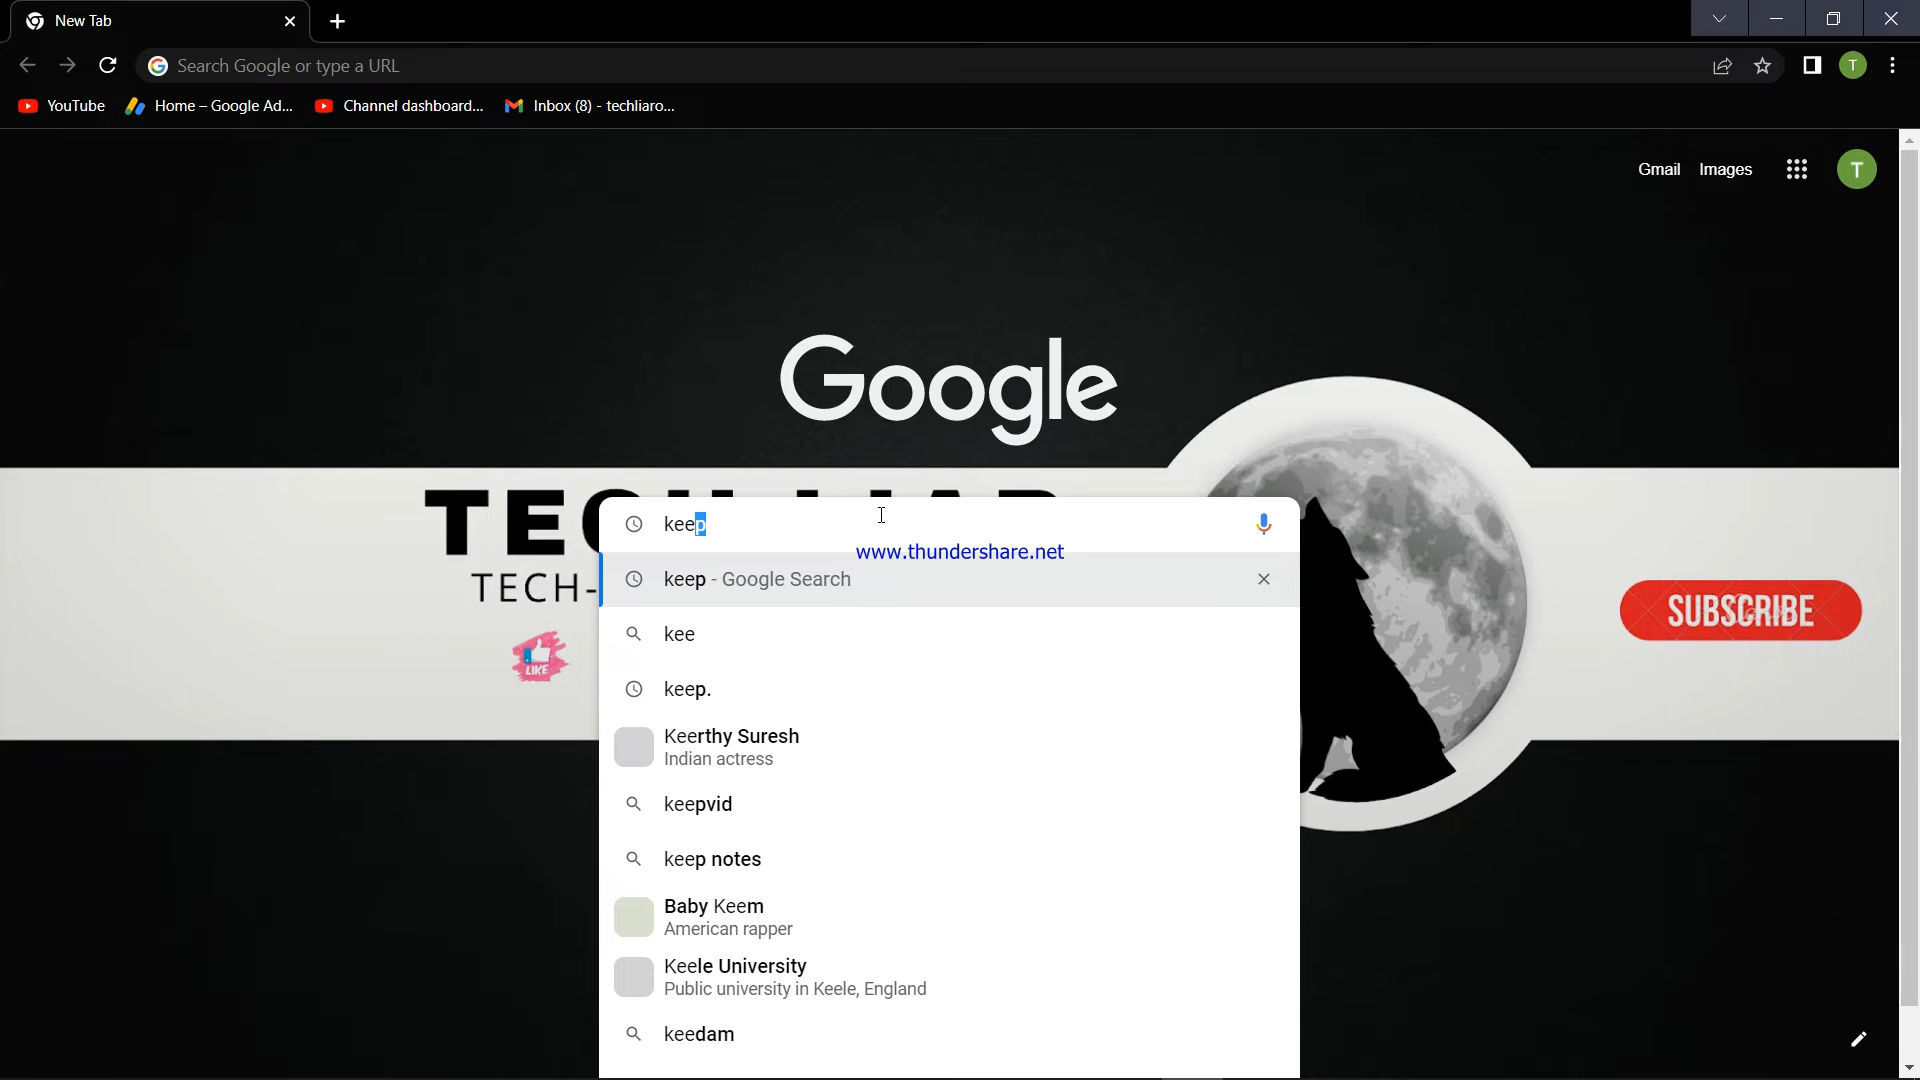 New Tab
Search Google or type a URL
T
YouTube
Home – Google Ad...
Channel dashboard...
Inbox (8) - techliaro...
Gmail
Images
T
Google
keep
www.thundershare.net
keep - Google Search
TECH-
LIKE
SUBSCRIBE
kee
keep.
Keerthy Suresh
Indian actress
keepvid
keep notes
Baby Keem
American rapper
Keele University
Public university in Keele, England
keedam